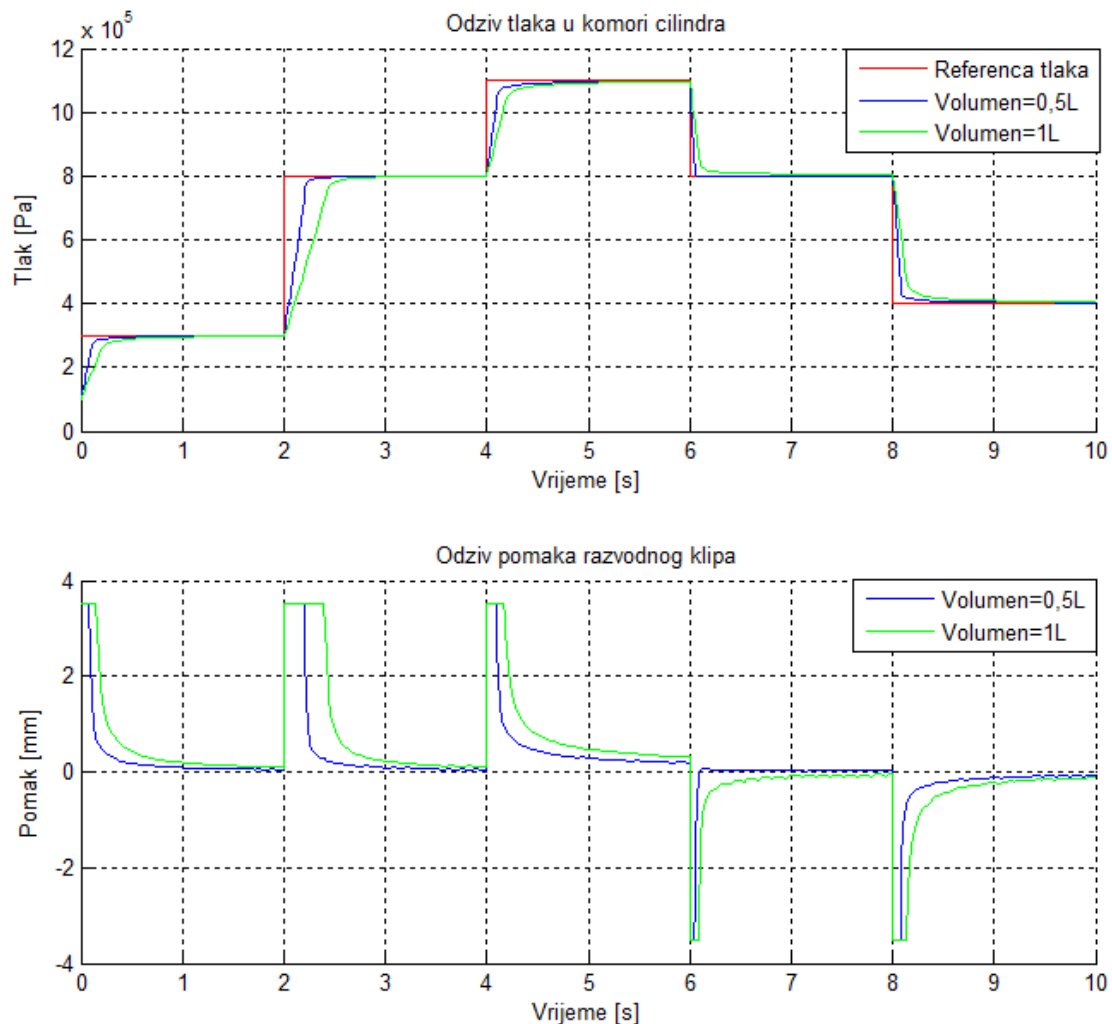 Odziv tlaka u komori cilindra
x 10⁵
12
10
8
6
4
2
0
Tlak [Pa]
Referenca tlaka
Volumen=0,5L
Volumen=1L
0 1 2 3 4 5 6 7 8 9 10
Vrijeme [s]
Odziv pomaka razvodnog klipa
4
2
0
-2
-4
Pomak [mm]
Volumen=0,5L
Volumen=1L
0 1 2 3 4 5 6 7 8 9 10
Vrijeme [s]